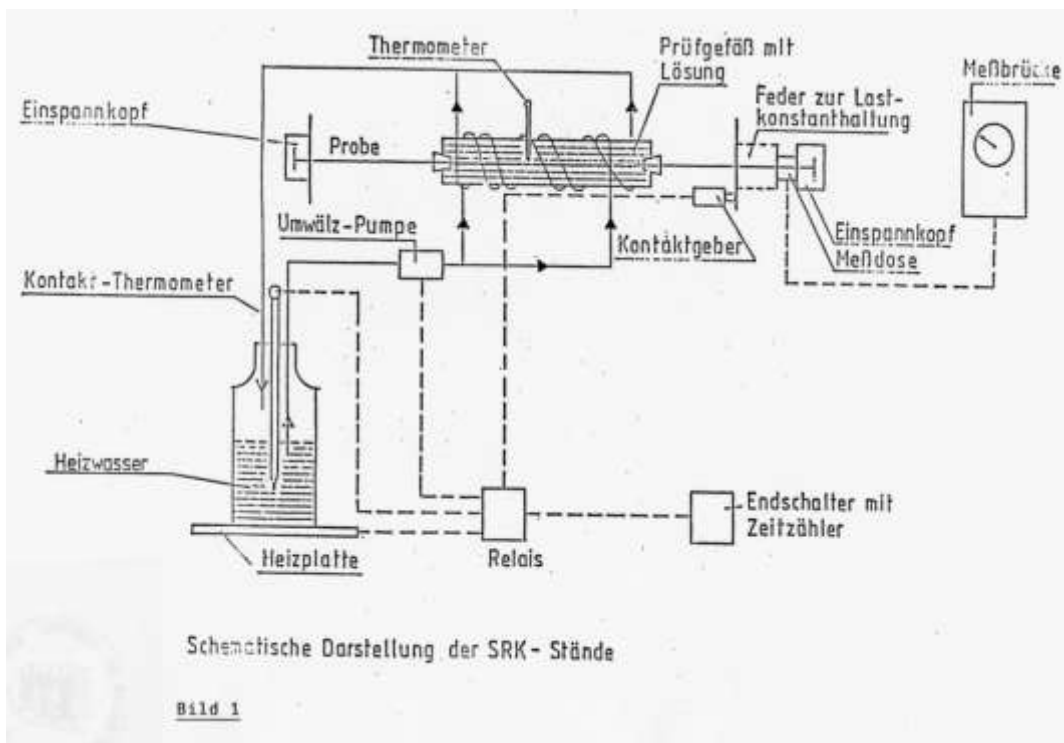 Thermometer
Prüfgefäß mit
Lösung
Meßbrücke
Einspannkopf
Feder zur Last-
konstanthaltung
Probe
Umwälz-Pumpe
Kontaktgeber
Einspannkopf
Meßdose
Kontakt-Thermometer
Heizwasser
Endschalter mit
Zeitzähler
Heizplatte
Relais
Schematische Darstellung der SRK-Stände
Bild 1